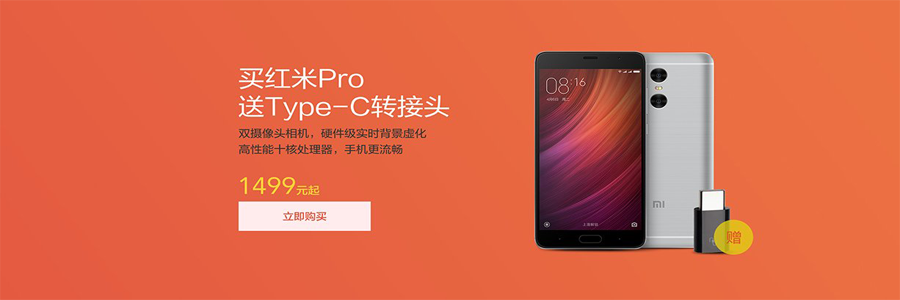 买红米Pro
送Type-C转接头
双摄像头相机，硬件级实时背景虚化
高性能十核处理器，手机更流畅
1499元起
立即购买
08:16
MI
赠